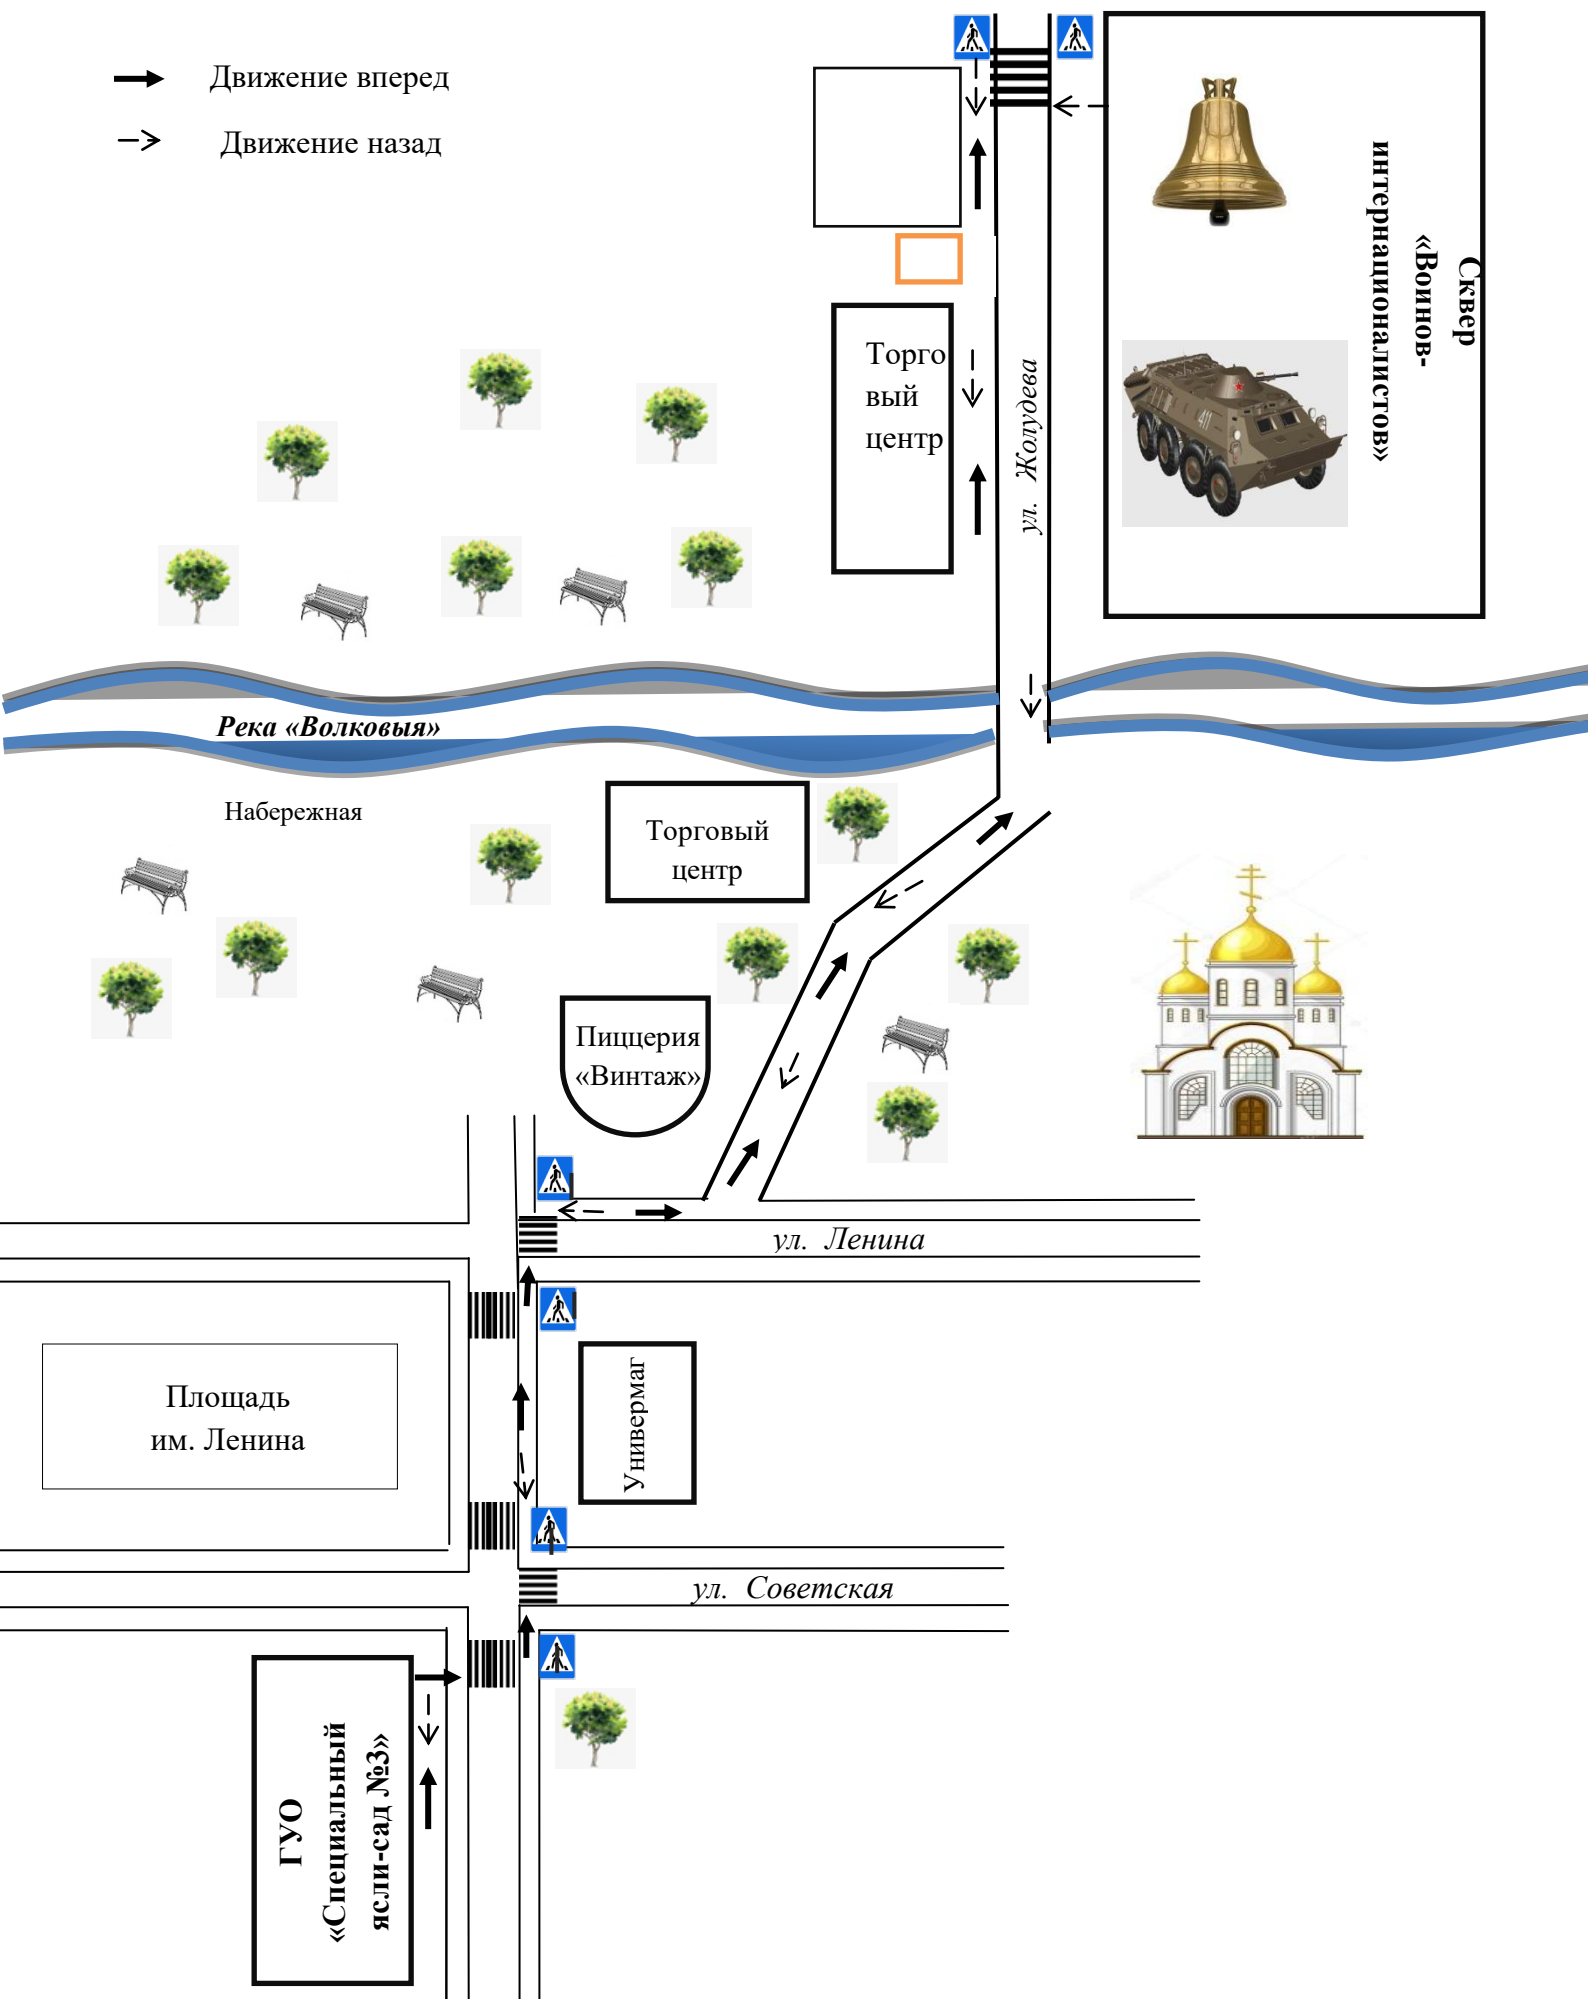 Движение вперед
Движение назад
Сквер
«Воинов-
интернационалистов»
Торго
вый
центр
ул. Жолудева
411
Река «Волковыя»
Набережная
Торговый
центр
Пиццерия
«Винтаж»
ул. Ленина
Площадь
им. Ленина
Универмаг
ул. Советская
ГУО
«Специальный
ясли-сад №3»